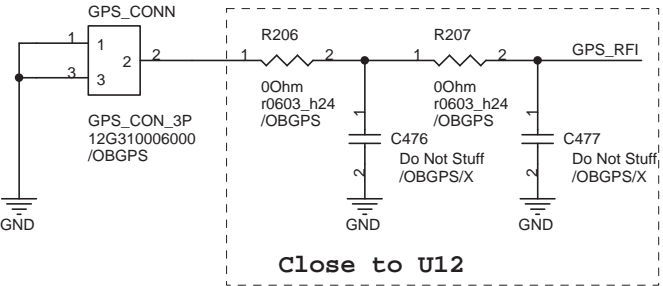 GPS_CONN
1
1
2
2
3
3
GPS_CON_3P
12G310006000
/OBGPS
GND
R206
1
2
0Ohm
r0603_h24
/OBGPS
R207
1
2
0Ohm
r0603_h24
/OBGPS
GPS_RFI
1
C476
Do Not Stuff
/OBGPS/X
2
GND
1
C477
Do Not Stuff
/OBGPS/X
2
GND
Close to U12